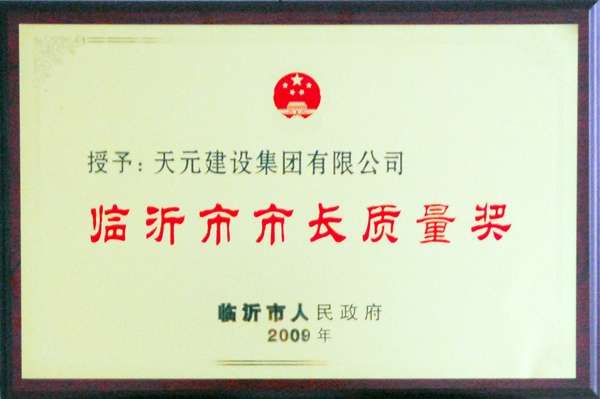 授予：天元建设集团有限公司
临沂市市长质量奖
临沂市人民政府
2009年